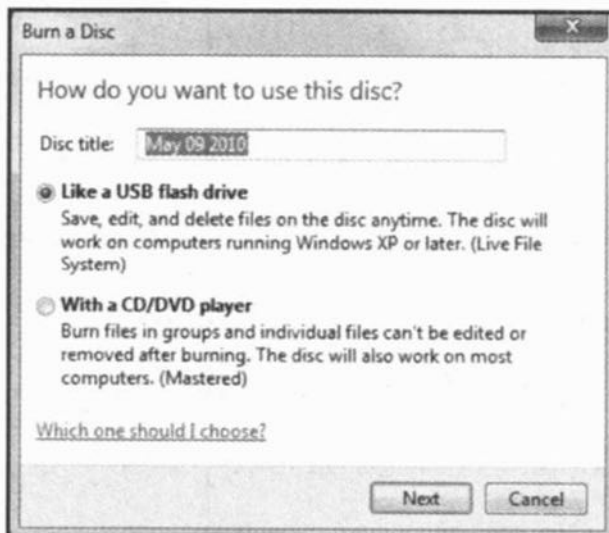 Burn a Disc
How do you want to use this disc?
Disc title: May 09 2010
Like a USB flash drive
Save, edit, and delete files on the disc anytime. The disc will
work on computers running Windows XP or later. (Live File
System)
With a CD/DVD player
Burn files in groups and individual files can't be edited or
removed after burning. The disc will also work on most
computers. (Mastered)
Which one should I choose?
Next Cancel